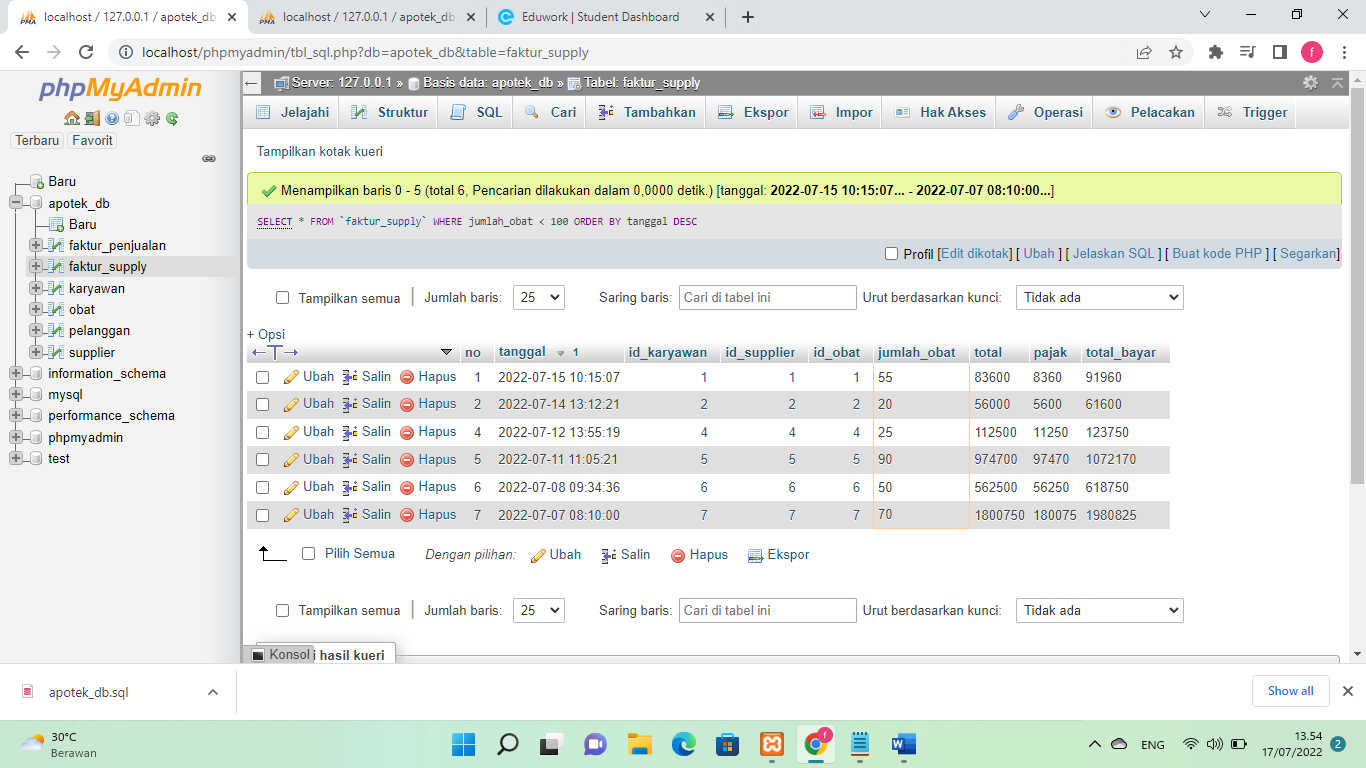 localhost / 127.0.0.1 / apotek_db
localhost / 127.0.0.1 / apotek_db
Eduwork | Student Dashboard
localhost/phpmyadmin/tbl_sql.php?db=apotek_db&table=faktur_supply
f
phpMyAdmin
Terbaru Favorit
Baru
apotek_db
Baru
faktur_penjualan
faktur_supply
karyawan
obat
pelanggan
supplier
information_schema
mysql
performance_schema
phpmyadmin
test
Server: 127.0.0.1 » Basis data: apotek_db » Tabel: faktur_supply
Jelajahi Struktur SQL Cari Tambahkan Ekspor Impor Hak Akses Operasi Pelacakan Trigger
Tampilkan kotak kueri
Menampilkan baris 0 - 5 (total 6, Pencarian dilakukan dalam 0,0000 detik.) [tanggal: 2022-07-15 10:15:07... - 2022-07-07 08:10:00...]
SELECT * FROM `faktur_supply` WHERE jumlah_obat < 100 ORDER BY tanggal DESC
Profil [Edit dikotak] [ Ubah ] [ Jelaskan SQL ] [ Buat kode PHP ] [ Segarkan]
Tampilkan semua | Jumlah baris: 25 Saring baris: Cari di tabel ini Urut berdasarkan kunci: Tidak ada
+ Opsi
no tanggal 1 id_karyawan id_supplier id_obat jumlah_obat total pajak total_bayar
Ubah Salin Hapus 1 2022-07-15 10:15:07 1 1 1 55 83600 8360 91960
Ubah Salin Hapus 2 2022-07-14 13:12:21 2 2 2 20 56000 5600 61600
Ubah Salin Hapus 4 2022-07-12 13:55:19 4 4 4 25 112500 11250 123750
Ubah Salin Hapus 5 2022-07-11 11:05:21 5 5 5 90 974700 97470 1072170
Ubah Salin Hapus 6 2022-07-08 09:34:36 6 6 6 50 562500 56250 618750
Ubah Salin Hapus 7 2022-07-07 08:10:00 7 7 7 70 1800750 180075 1980825
Pilih Semua Dengan pilihan: Ubah Salin Hapus Ekspor
Tampilkan semua | Jumlah baris: 25 Saring baris: Cari di tabel ini Urut berdasarkan kunci: Tidak ada
Konsol i hasil kueri
apotek_db.sql
Show all
30°C
Berawan
f
ENG
13.54
17/07/2022
2